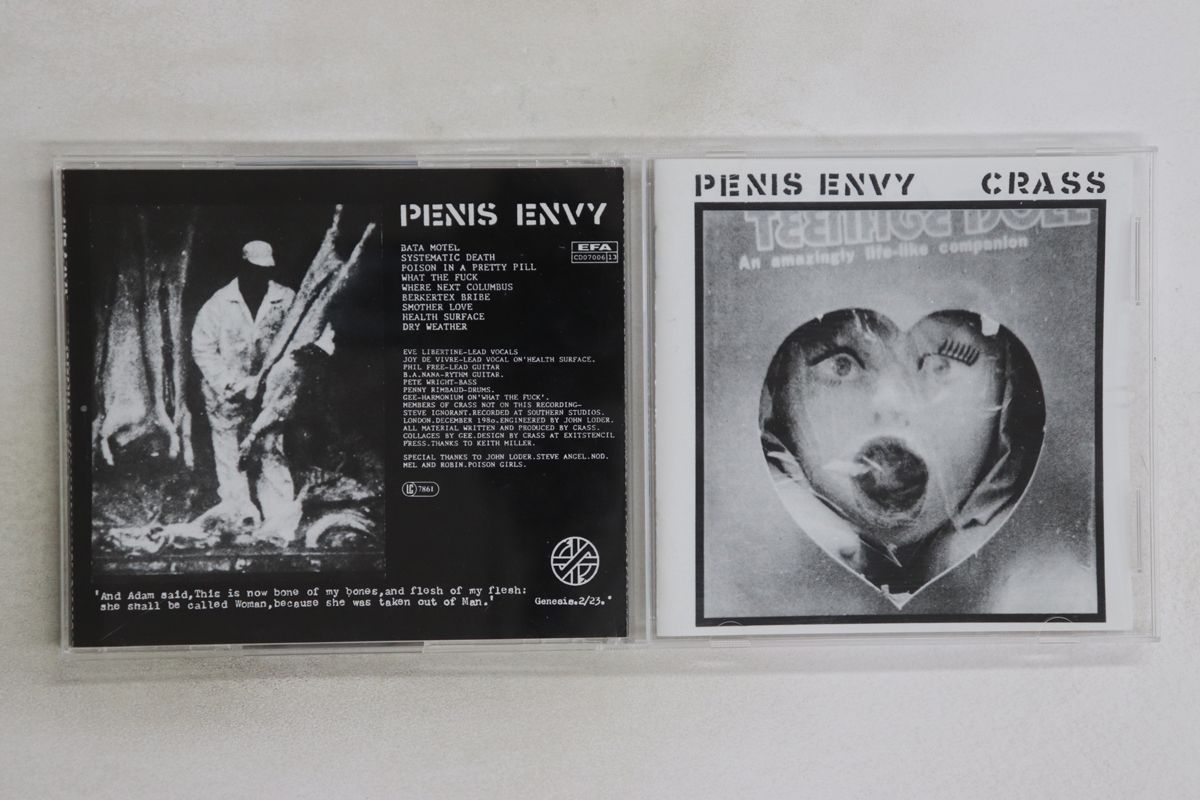 PENIS ENVY
BATA MOTEL
SYSTEMATIC DEATH
POISON IN A PRETTY PILL
WHAT THE FUCK
WHERE NEXT COLUMBUS
BERKERTEX BRIBE
SMOTHER LOVE
HEALTH SURFACE
DRY WEATHER
EFA
CD07006 13
EVE LIBERTINE-LEAD VOCALS
JOY DE VIVRE-LEAD VOCAL ON'HEALTH SURFACE.
PHIL FREE-LEAD GUITAR
B.A.NANA-RYTHM GUITAR.
PETE WRIGHT-BASS
PENNY RIMBAUD-DRUMS.
GEE-HARMONIUM ON'WHAT THE FUCK'.
MEMBERS OF CRASS NOT ON THIS RECORDING-
STEVE IGNORANT.RECORDED AT SOUTHERN STUDIOS.
LONDON.DECEMBER 198o.ENGINEERED BY JOHN LODER.
ALL MATERIAL WRITTEN AND PRODUCED BY CRASS.
COLLAGES BY GEE.DESIGN BY CRASS AT EXITSTENCIL
PRESS.THANKS TO KEITH MILLER.
SPECIAL THANKS TO JOHN LODER.STEVE ANGEL.NOD.
MEL AND ROBIN.POISON GIRLS.
LC 7861
'And Adam said,This is now bone of my bones,and flesh of my flesh:
she shall be called Woman,because she was taken out of Man.'
Genesis.2/23.
PENIS ENVY CRASS
TEENAGE DOLL
An amazingly life-like companion